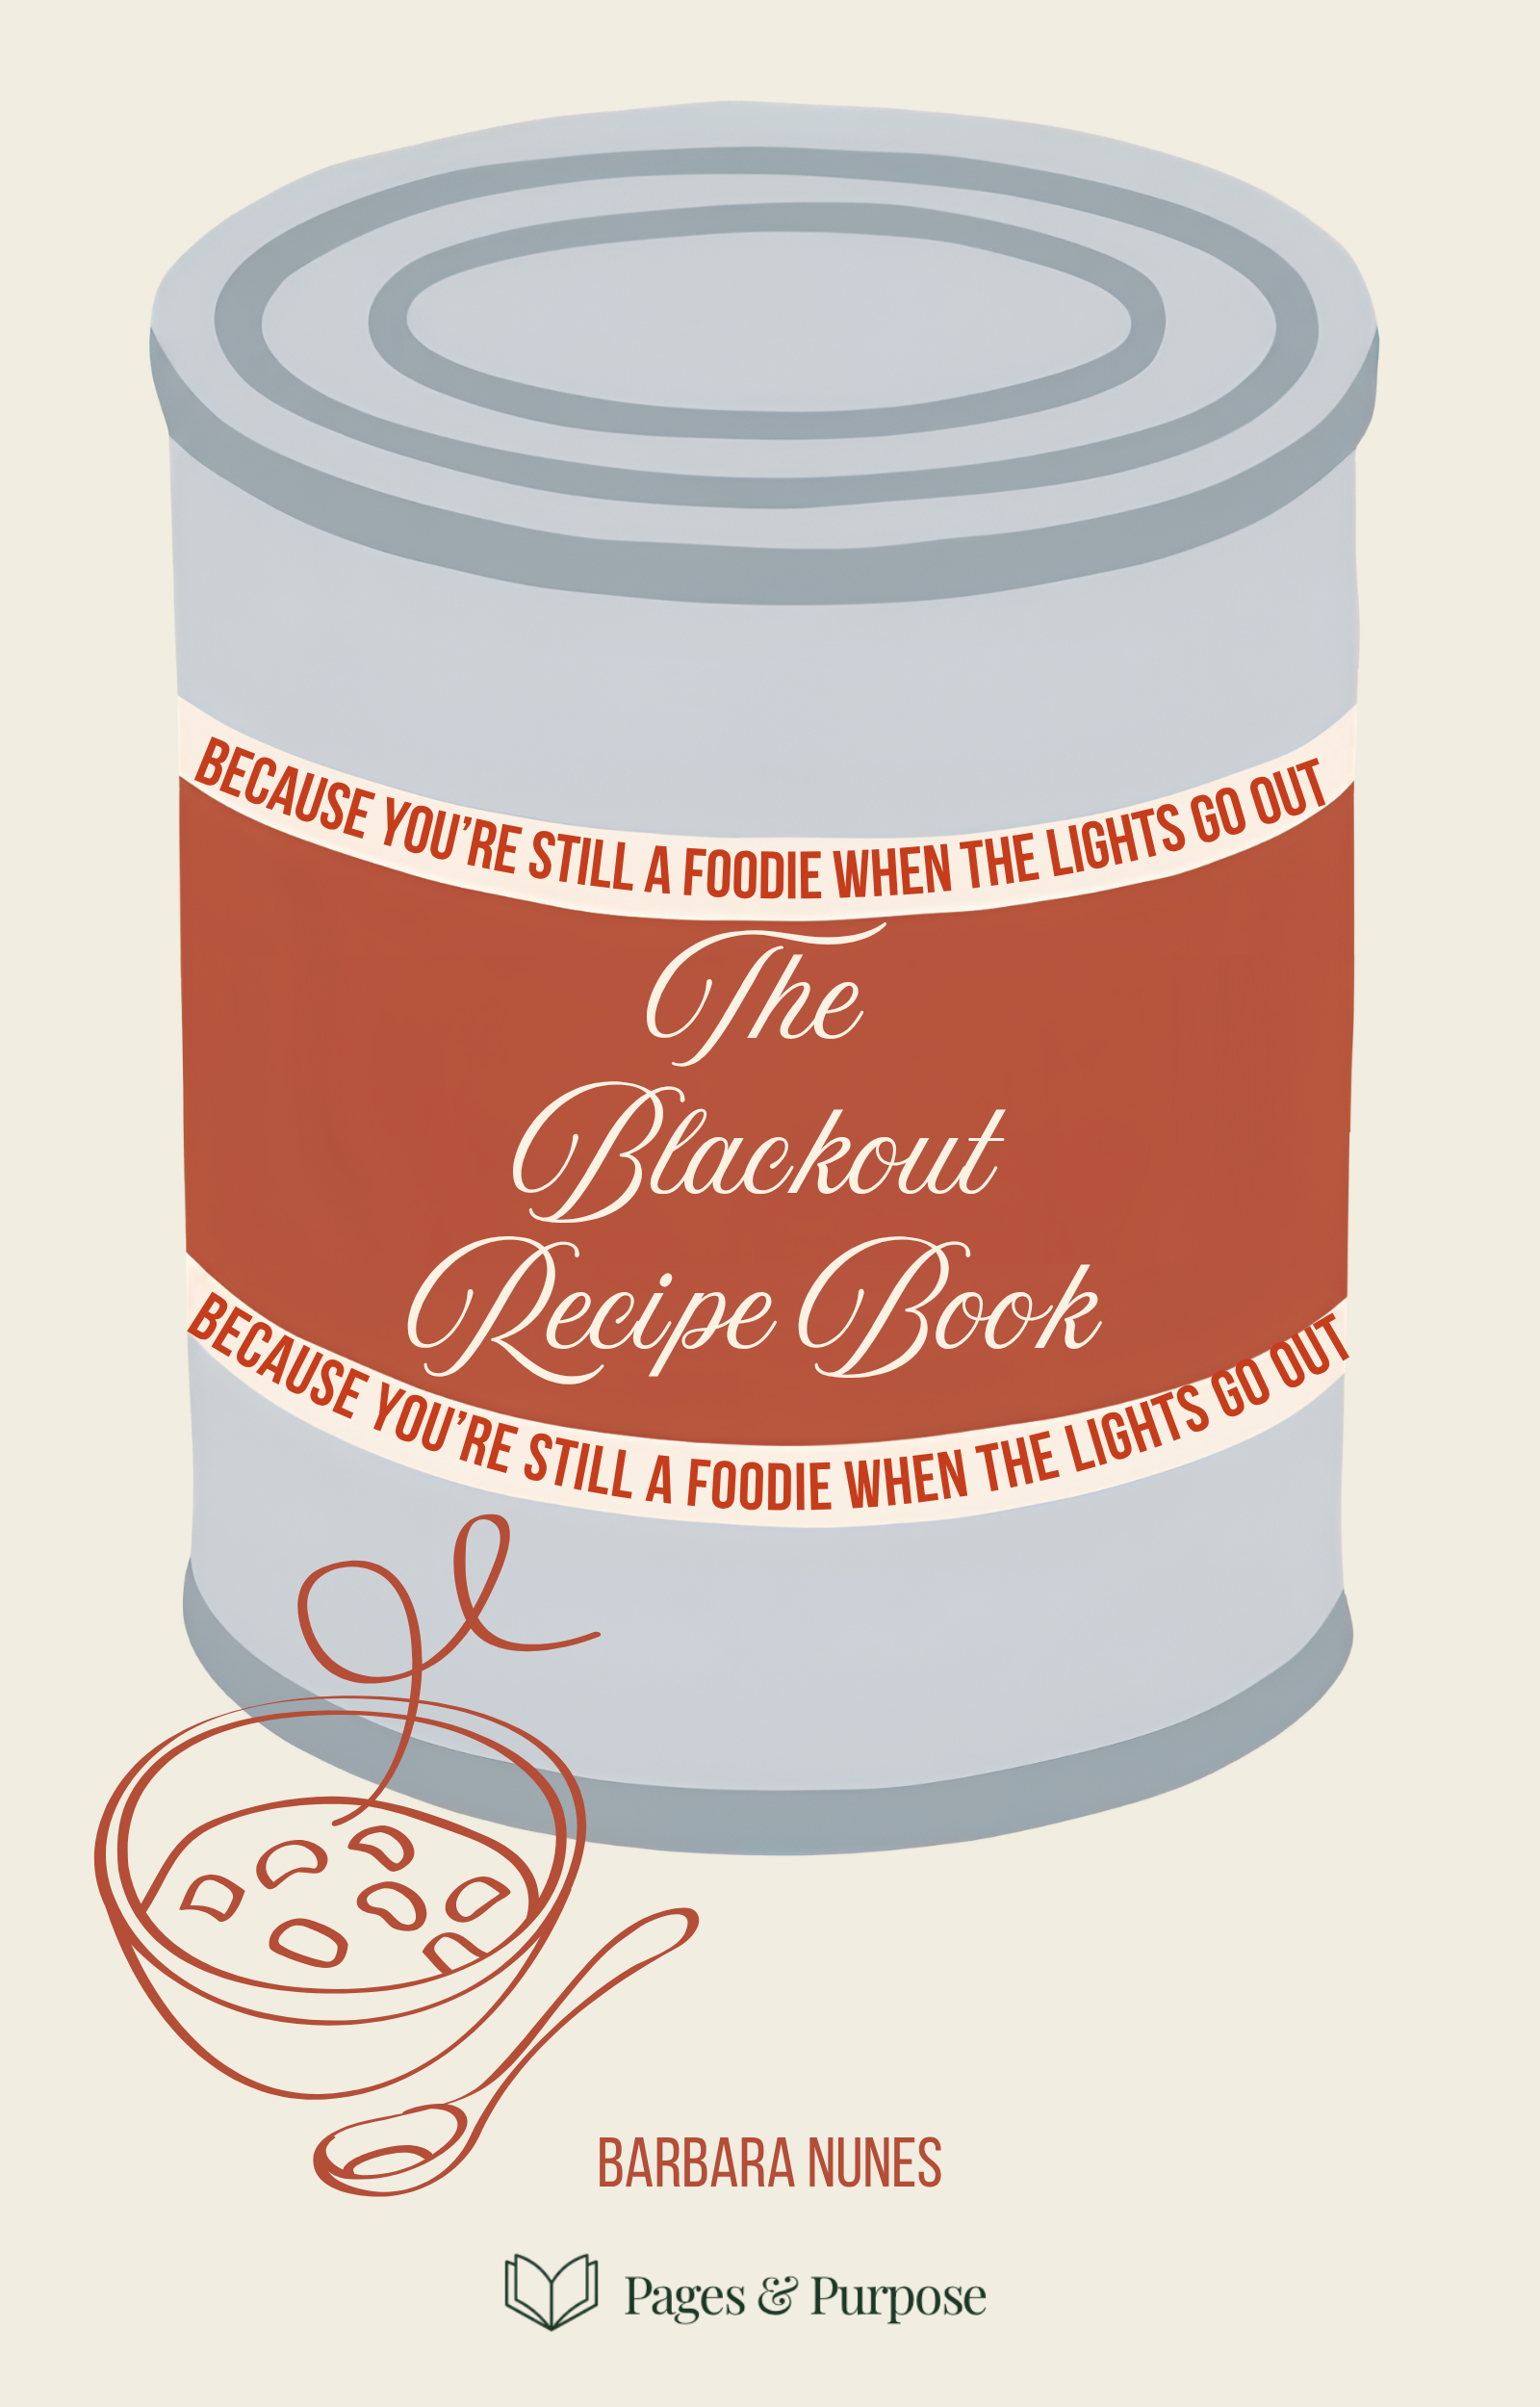 BECAUSE YOU'RE STILL A FOODIE WHEN THE LIGHTS GO OUT
The
Blackout
Recipe Book
BECAUSE YOU'RE STILL A FOODIE WHEN THE LIGHTS GO OUT
BARBARA NUNES
Pages & Purpose